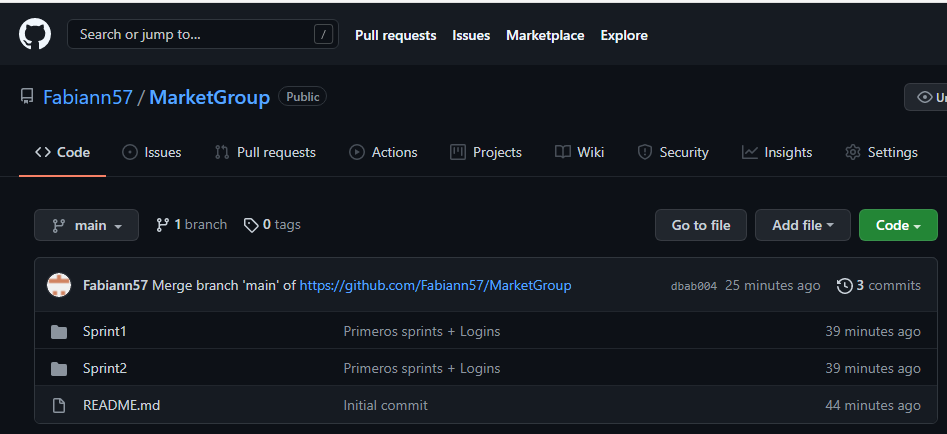 Search or jump to... /
Pull requests Issues Marketplace Explore
Fabiann57 / MarketGroup Public
Code Issues Pull requests Actions Projects Wiki Security Insights Settings
main 1 branch 0 tags Go to file Add file Code
Fabiann57 Merge branch 'main' of https://github.com/Fabiann57/MarketGroup dbab004 25 minutes ago 3 commits
Sprint1 Primeros sprints + Logins 39 minutes ago
Sprint2 Primeros sprints + Logins 39 minutes ago
README.md Initial commit 44 minutes ago